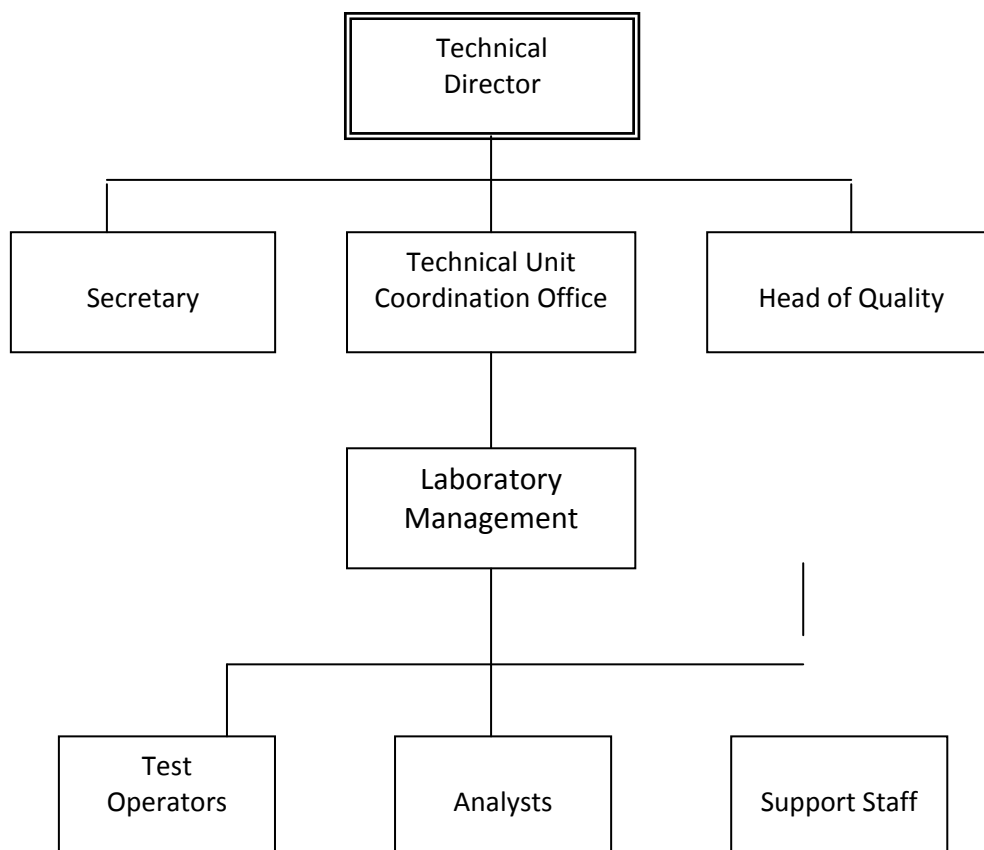 Technical
Director
Secretary
Technical Unit
Coordination Office
Head of Quality
Laboratory
Management
Test
Operators
Analysts
Support Staff